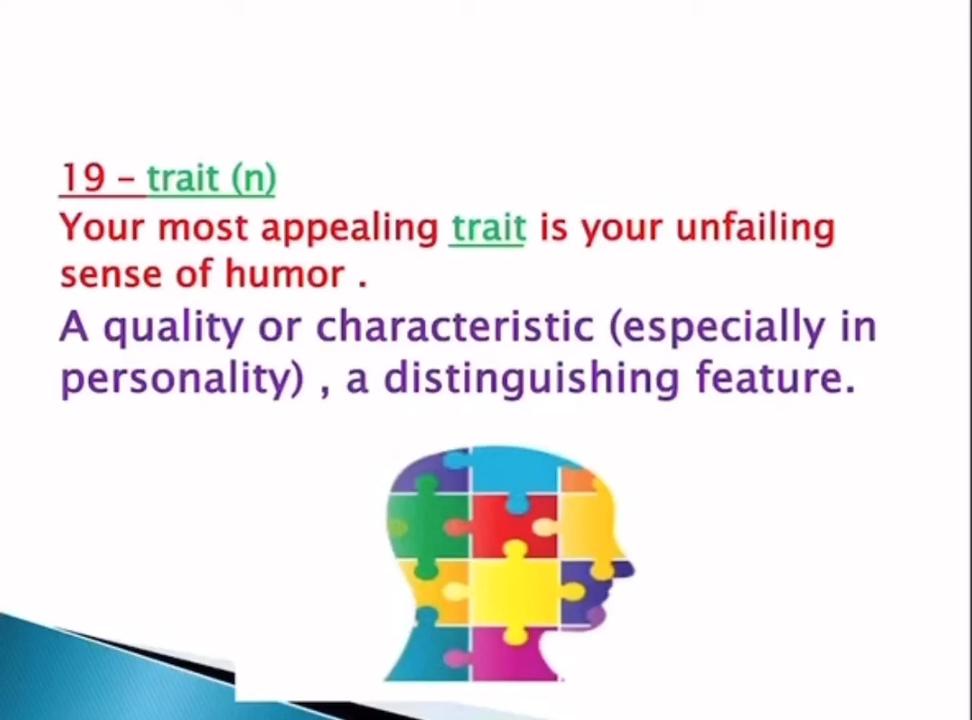 19 – trait (n)
Your most appealing trait is your unfailing
sense of humor .
A quality or characteristic (especially in
personality) , a distinguishing feature.